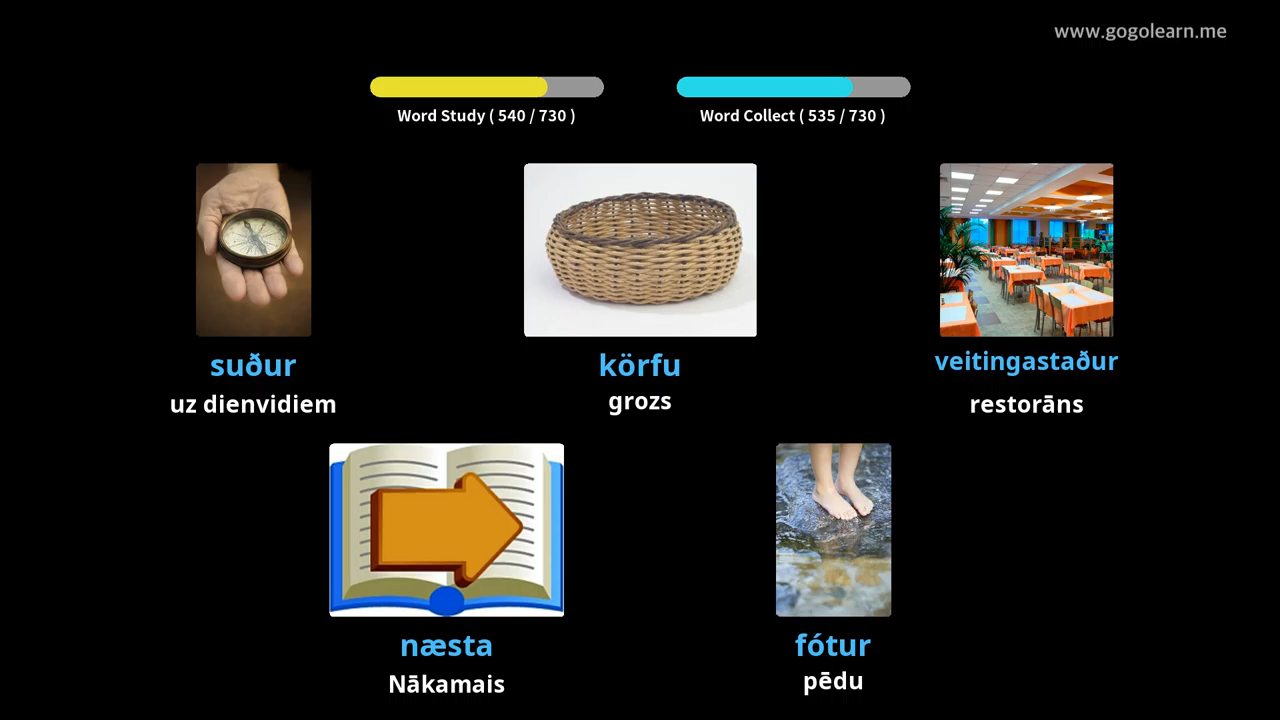 www.gogolearn.me
Word Study ( 540 / 730 )
Word Collect ( 535 / 730 )
suður
uz dienvidiem
körfu
grozs
veitingastaður
restorāns
næsta
Nākamais
fótur
pēdu